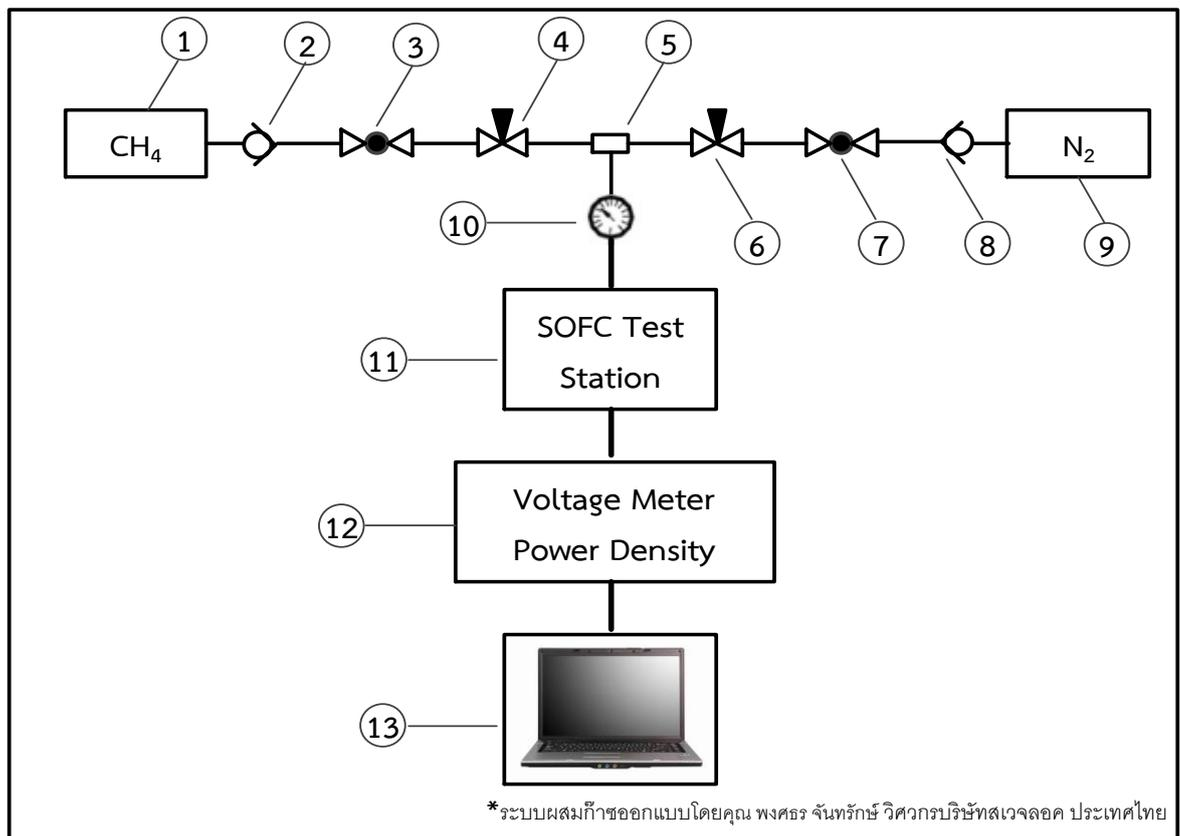 1
2
3
4
5
CH₄
N₂
10
6
7
8
9
SOFC Test
Station
11
Voltage Meter
Power Density
12
13
*ระบบผสมก๊าซออกแบบโดยคุณ พงศธร จันทรักษ์ วิศวกรบริษัทสเวจลอค ประเทศไทย